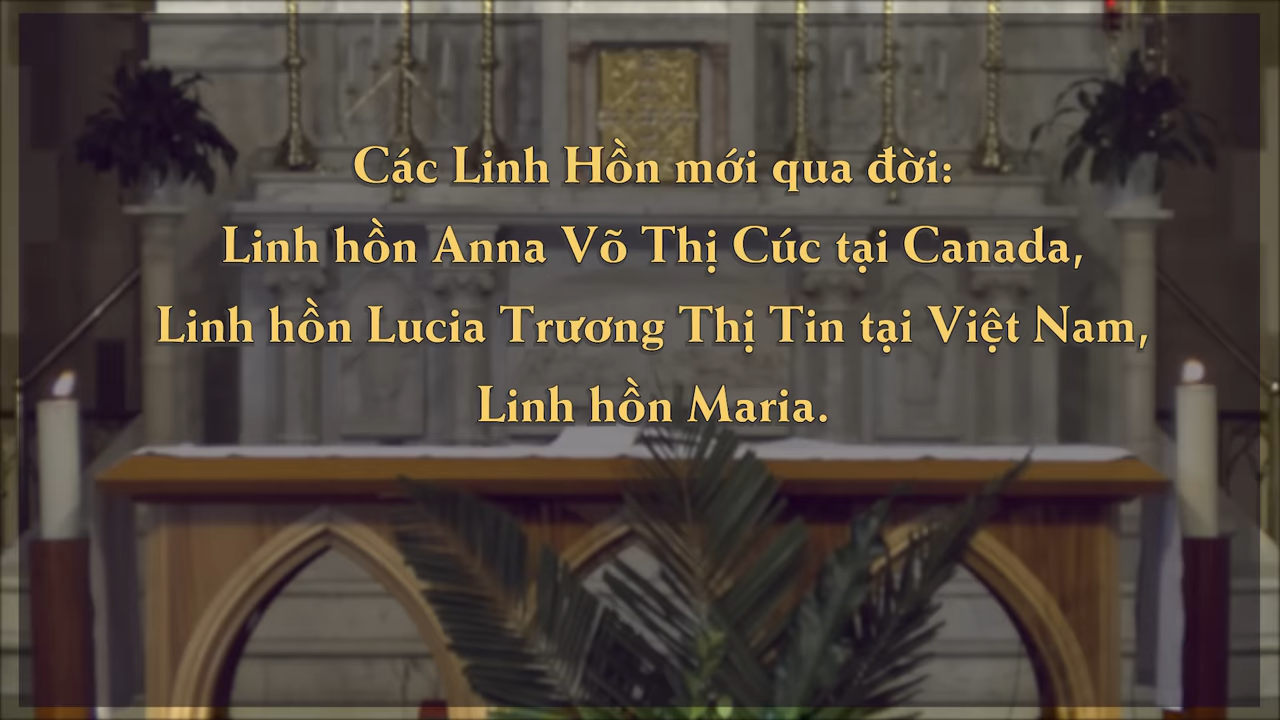 Các Linh Hồn mới qua đời:
Linh hồn Anna Võ Thị Cúc tại Canada,
Linh hồn Lucia Trương Thị Tin tại Việt Nam,
Linh hồn Maria.